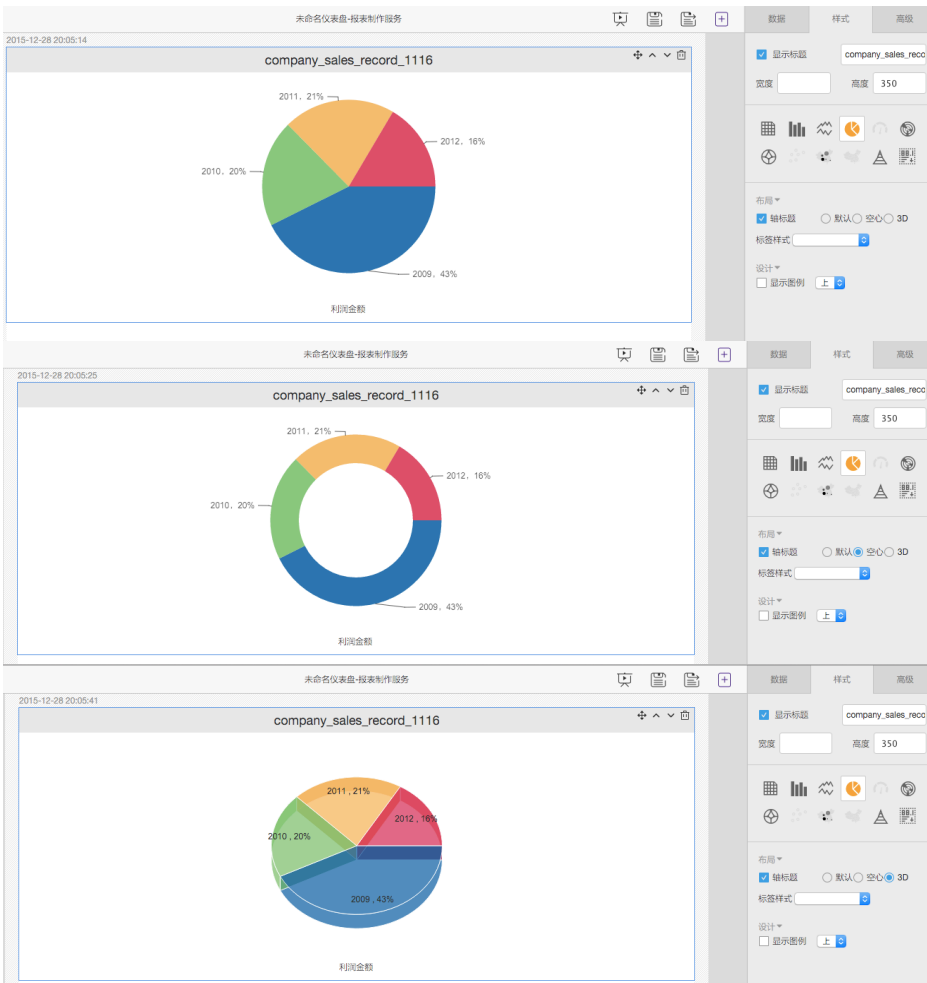 未命名仪表盘-报表制作服务
数据 样式 高级
2015-12-28 20:05:14
company_sales_record_1116
显示标题 company_sales_reco
宽度 高度 350
2011, 21%
2012, 16%
2010, 20%
2009, 43%
利润金额
布局
轴标题 默认 空心 3D
标签样式
设计
显示图例 上
未命名仪表盘-报表制作服务
数据 样式 高级
2015-12-28 20:05:25
company_sales_record_1116
显示标题 company_sales_reco
宽度 高度 350
2011, 21%
2012, 16%
2010, 20%
2009, 43%
利润金额
布局
轴标题 默认 空心 3D
标签样式
设计
显示图例 上
未命名仪表盘-报表制作服务
数据 样式 高级
2015-12-28 20:05:41
company_sales_record_1116
显示标题 company_sales_reco
宽度 高度 350
2011 , 21%
2012 , 16%
2010 , 20%
2009 , 43%
利润金额
布局
轴标题 默认 空心 3D
标签样式
设计
显示图例 上